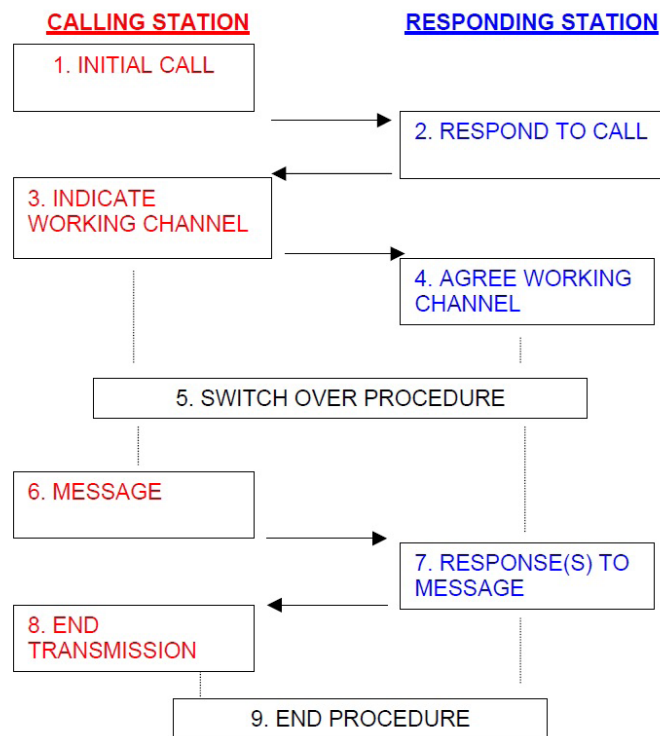 CALLING STATION
RESPONDING STATION
1. INITIAL CALL
2. RESPOND TO CALL
3. INDICATE
WORKING CHANNEL
4. AGREE WORKING
CHANNEL
5. SWITCH OVER PROCEDURE
6. MESSAGE
7. RESPONSE(S) TO
MESSAGE
8. END
TRANSMISSION
9. END PROCEDURE